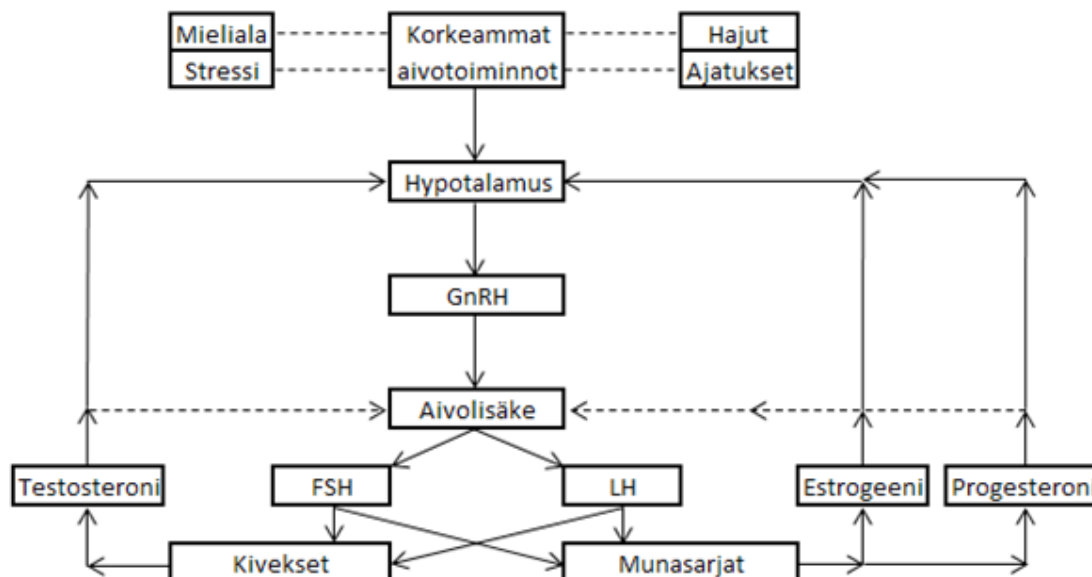 Mieliala
Korkeammat
Hajut
Stressi
aivotoiminnot
Ajatukset
Hypotalamus
GnRH
Aivolisäke
Testosteroni
FSH
LH
Estrogeeni
Progesteroni
Kivekset
Munasarjat